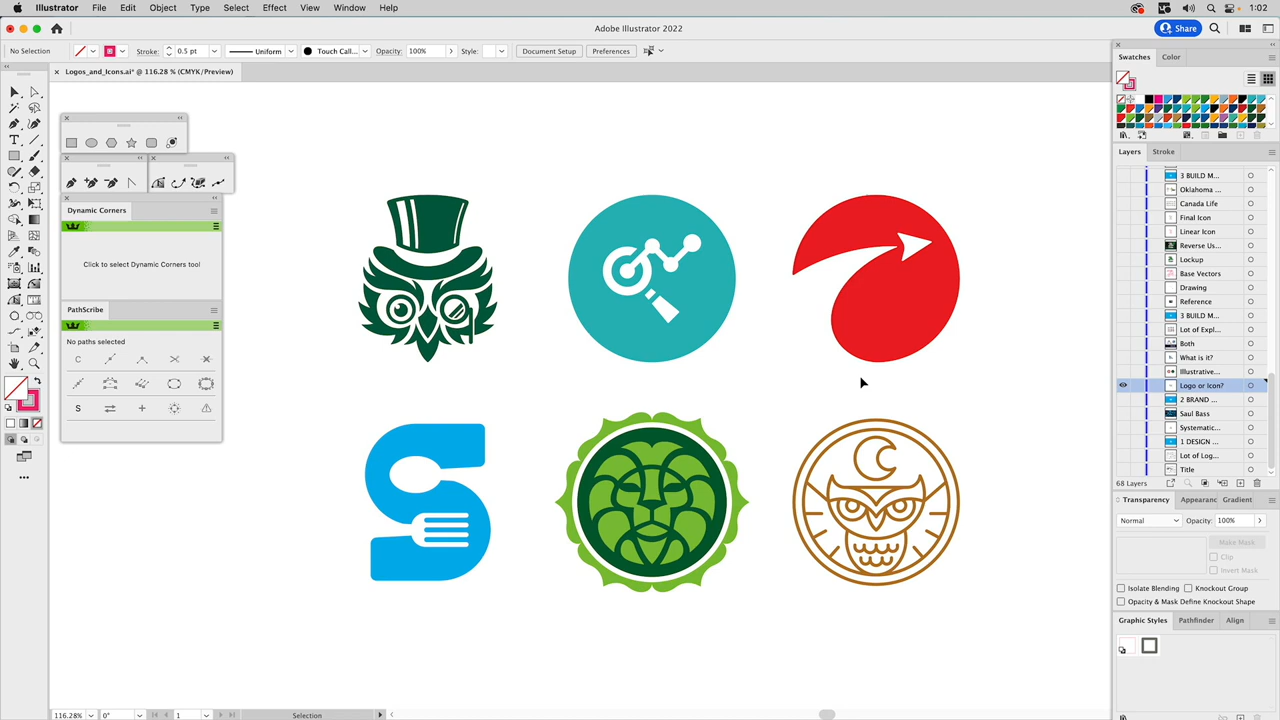 Illustrator File Edit Object Type Select Effect View Window Help 1:02
Adobe Illustrator 2022
Share
No Selection Stroke: 0.5 pt Uniform Touch Call... Opacity: 100% Style: Document Setup Preferences
Logos_and_Icons.ai* @ 116.28 % (CMYK/Preview)
Swatches Color
Layers Stroke
3 BUILD M...
Oklahoma ...
Canada Life
Final Icon
Linear Icon
Reverse Us...
Lockup
Base Vectors
Drawing
Reference
3 BUILD M...
Lot of Expl...
Both
What is it?
Illustrative...
Logo or Icon?
2 BRAND ...
Saul Bass
Systematic...
1 DESIGN ...
Lot of Log...
Title
68 Layers
Dynamic Corners
Click to select Dynamic Corners tool
PathScribe
No paths selected
C
S
S
Transparency Appearanc Gradient
Normal Opacity: 100%
Make Mask
Clip
Invert Mask
Isolate Blending Knockout Group
Opacity & Mask Define Knockout Shape
Graphic Styles Pathfinder Align
116.28% 0° 1 Selection